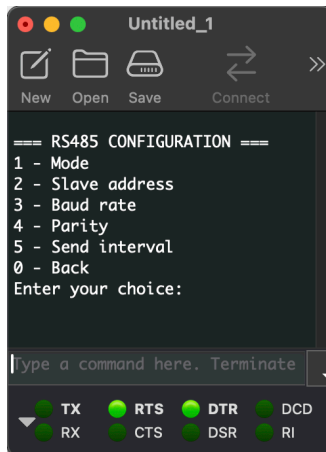 Untitled_1
New Open Save Connect
=== RS485 CONFIGURATION ===
1 - Mode
2 - Slave address
3 - Baud rate
4 - Parity
5 - Send interval
0 - Back
Enter your choice:
Type a command here. Terminate
TX RTS DTR DCD
RX CTS DSR RI